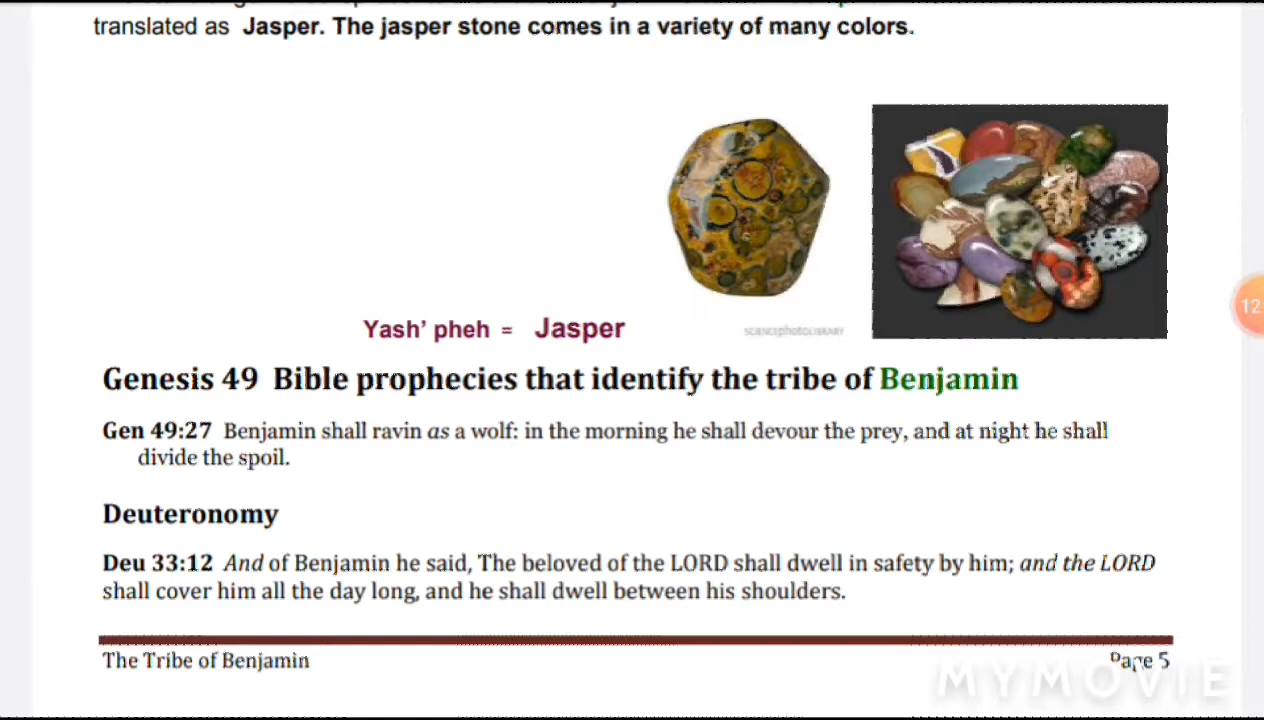 translated as Jasper. The jasper stone comes in a variety of many colors.
SCIENCEphotoLIBRARY
Yash' pheh = Jasper
12
Genesis 49 Bible prophecies that identify the tribe of Benjamin
Gen 49:27 Benjamin shall ravin as a wolf: in the morning he shall devour the prey, and at night he shall
divide the spoil.
Deuteronomy
Deu 33:12 And of Benjamin he said, The beloved of the LORD shall dwell in safety by him; and the LORD
shall cover him all the day long, and he shall dwell between his shoulders.
The Tribe of Benjamin
Page 5
MYMOVIE